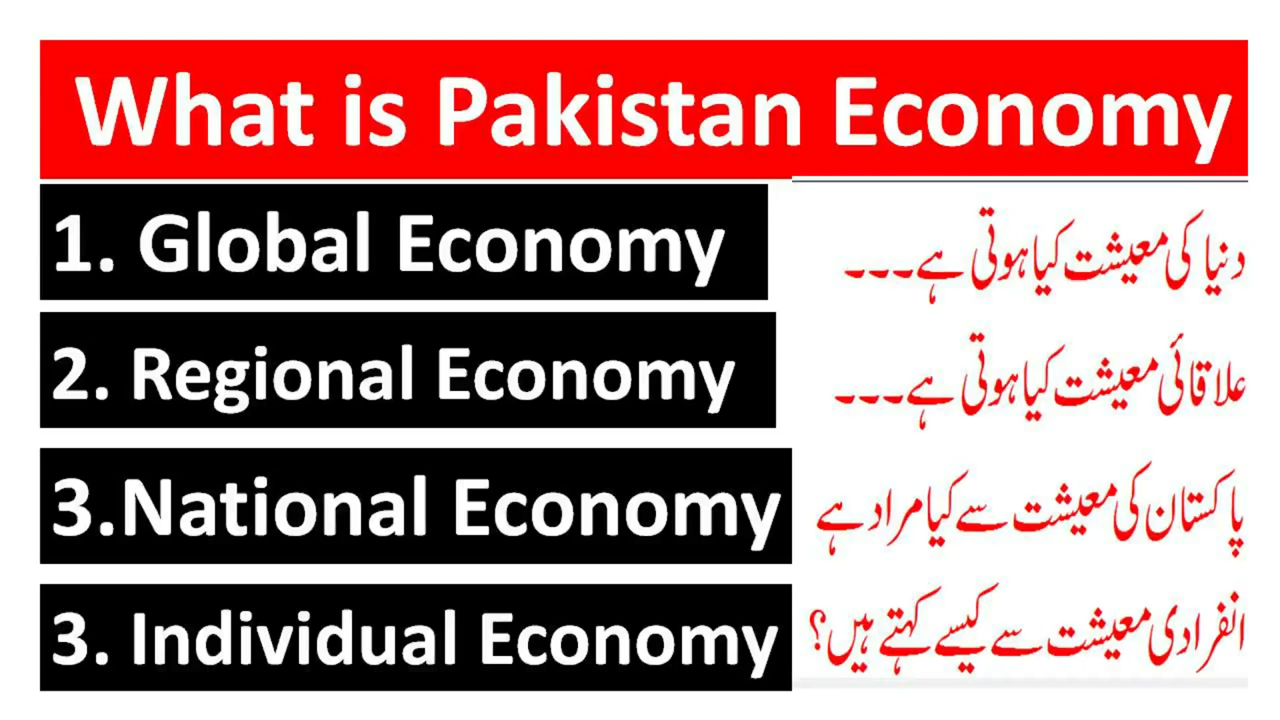 What is Pakistan Economy
1. Global Economy
دنیا کی معیشت کیا ہوتی ہے۔۔۔
2. Regional Economy
علاقائی معیشت کیا ہوتی ہے۔۔۔
3.National Economy
پاکستان کی معیشت سے کیا مراد ہے
3. Individual Economy
انفرادی معیشت سے کیسے کہتے ہیں؟